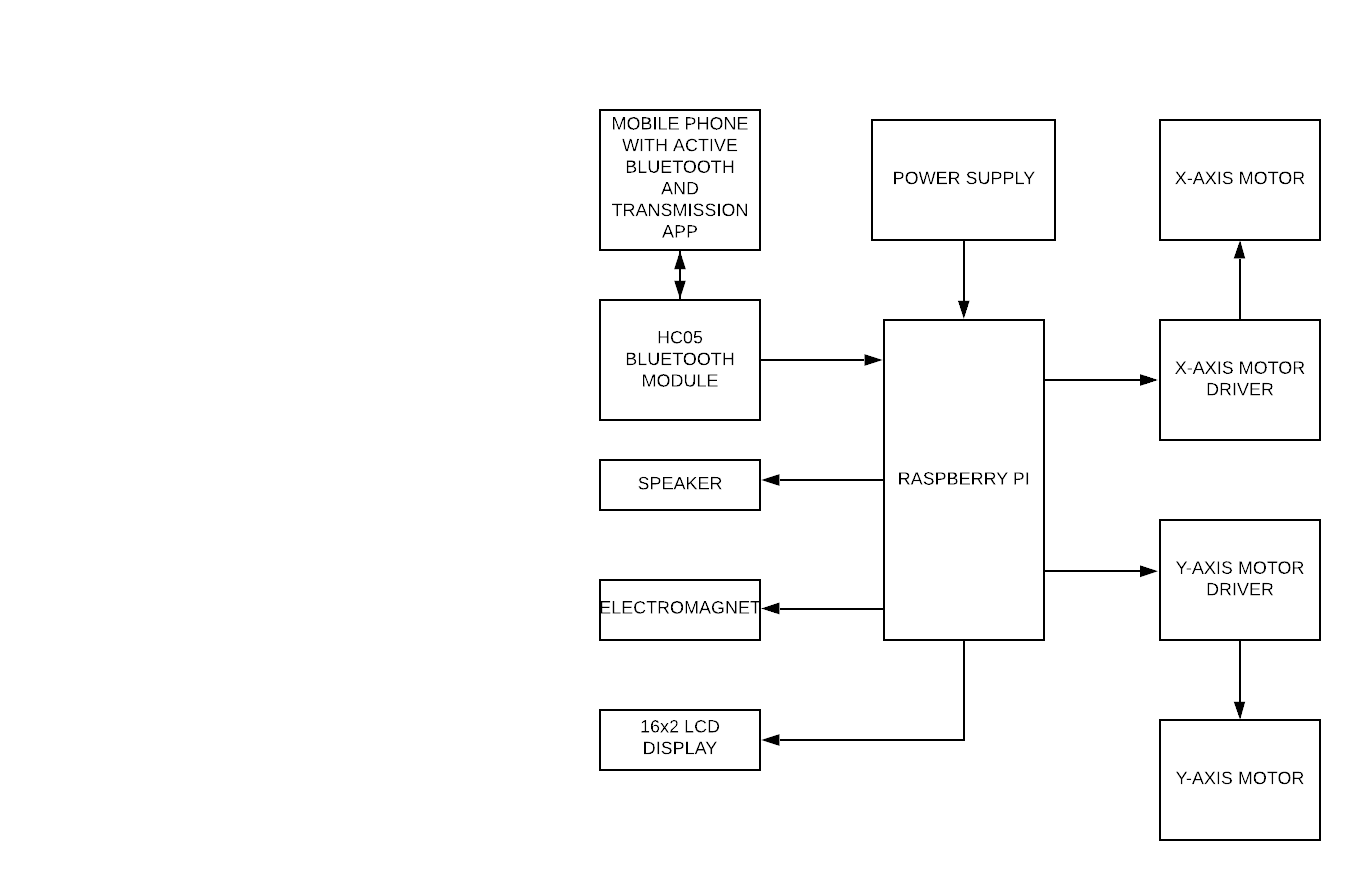 MOBILE PHONE
WITH ACTIVE
BLUETOOTH
AND
TRANSMISSION
APP
POWER SUPPLY
X-AXIS MOTOR
HC05
BLUETOOTH
MODULE
X-AXIS MOTOR
DRIVER
SPEAKER
RASPBERRY PI
Y-AXIS MOTOR
DRIVER
ELECTROMAGNET
16x2 LCD
DISPLAY
Y-AXIS MOTOR